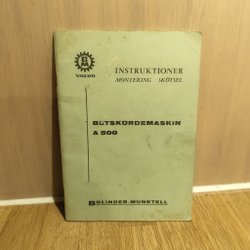 VOLVO
INSTRUKTIONER
MONTERING SKÖTSEL
BETSKÖRDEMASKIN
A 500
BOLINDER-MUNKTELL